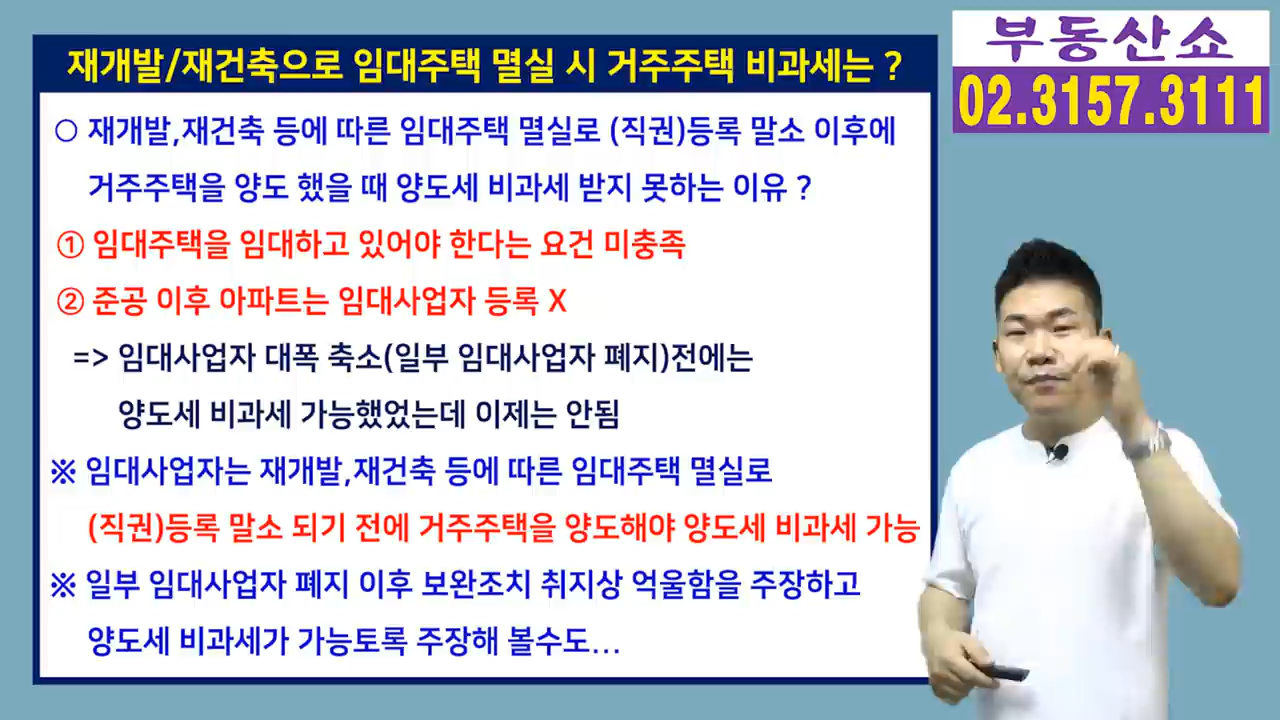 부동산쇼
02.3157.3111
재개발/재건축으로 임대주택 멸실 시 거주주택 비과세는 ?
○ 재개발,재건축 등에 따른 임대주택 멸실로 (직권)등록 말소 이후에
거주주택을 양도 했을 때 양도세 비과세 받지 못하는 이유 ?
① 임대주택을 임대하고 있어야 한다는 요건 미충족
② 준공 이후 아파트는 임대사업자 등록 X
=> 임대사업자 대폭 축소(일부 임대사업자 폐지)전에는
양도세 비과세 가능했었는데 이제는 안됨
※ 임대사업자는 재개발,재건축 등에 따른 임대주택 멸실로
(직권)등록 말소 되기 전에 거주주택을 양도해야 양도세 비과세 가능
※ 일부 임대사업자 폐지 이후 보완조치 취지상 억울함을 주장하고
양도세 비과세가 가능토록 주장해 볼수도...